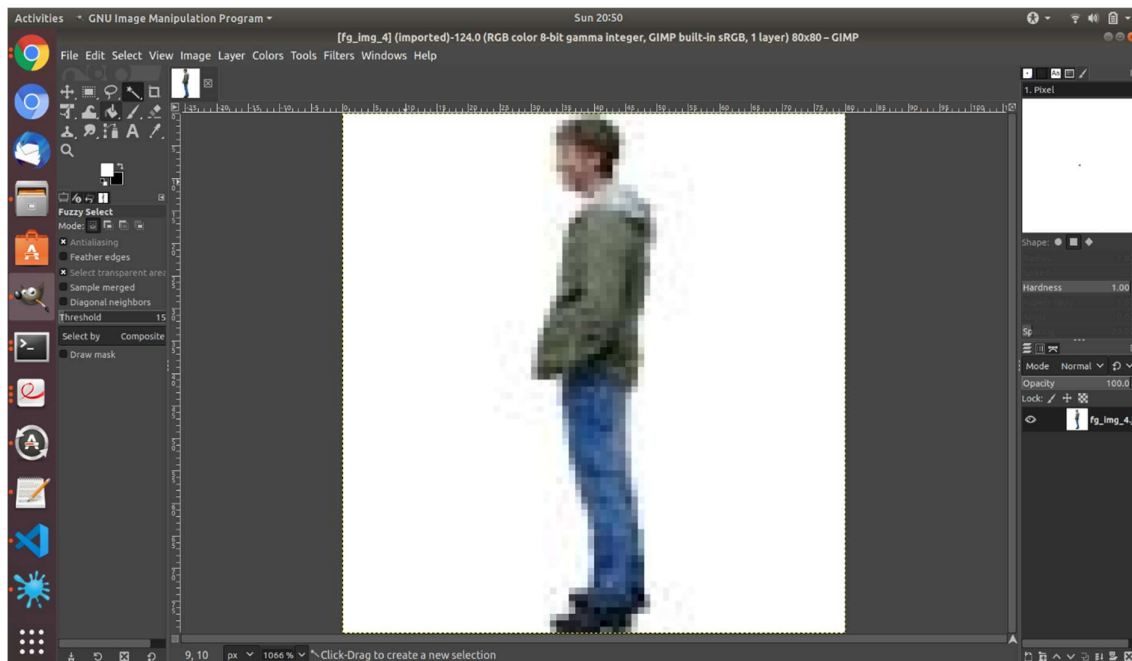 Activities GNU Image Manipulation Program Sun 20:50
[fg_img_4] (imported)-124.0 (RGB color 8-bit gamma integer, GIMP built-in sRGB, 1 layer) 80x80 – GIMP
File Edit Select View Image Layer Colors Tools Filters Windows Help
1. Pixel
Fuzzy Select
Mode:
Antialiasing
Feather edges
Select transparent area
Sample merged
Diagonal neighbors
Threshold 15
Select by Composite
Draw mask
Shape:
Hardness 1.00
Mode Normal
Opacity 100.0
Lock:
fg_img_4.
9, 10 px 1066 % Click-Drag to create a new selection